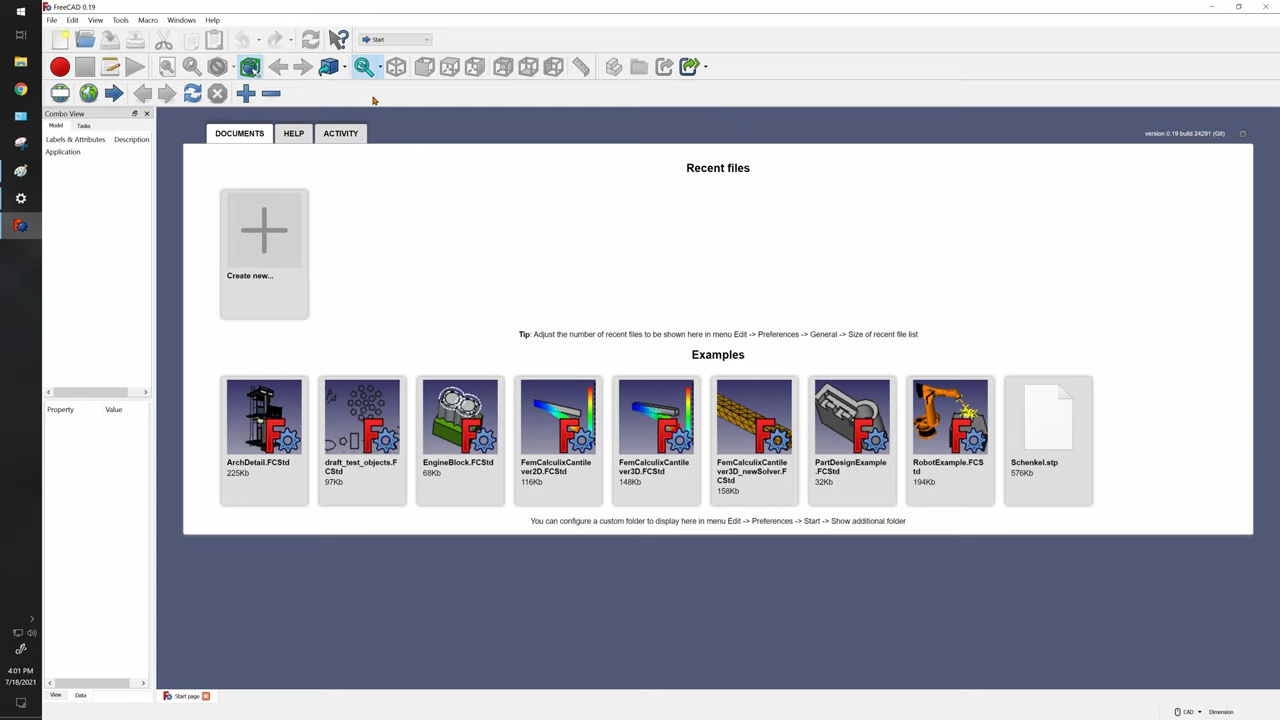 FreeCAD 0.19
File Edit View Tools Macro Windows Help
Start
Combo View
Model Tasks
Labels & Attributes Description
Application
DOCUMENTS HELP ACTIVITY
version 0.19 build 24291 (Git)
Recent files
Create new...
Tip: Adjust the number of recent files to be shown here in menu Edit -> Preferences -> General -> Size of recent file list
Examples
ArchDetail.FCStd
225Kb
draft_test_objects.F
CStd
97Kb
EngineBlock.FCStd
68Kb
FemCalculixCantile
ver2D.FCStd
116Kb
FemCalculixCantile
ver3D.FCStd
148Kb
FemCalculixCantile
ver3D_newSolver.F
CStd
158Kb
PartDesignExample
.FCStd
32Kb
RobotExample.FCS
td
194Kb
Schenkel.stp
576Kb
You can configure a custom folder to display here in menu Edit -> Preferences -> Start -> Show additional folder
Property Value
View Data
Start page
4:01 PM
7/18/2021
CAD Dimension